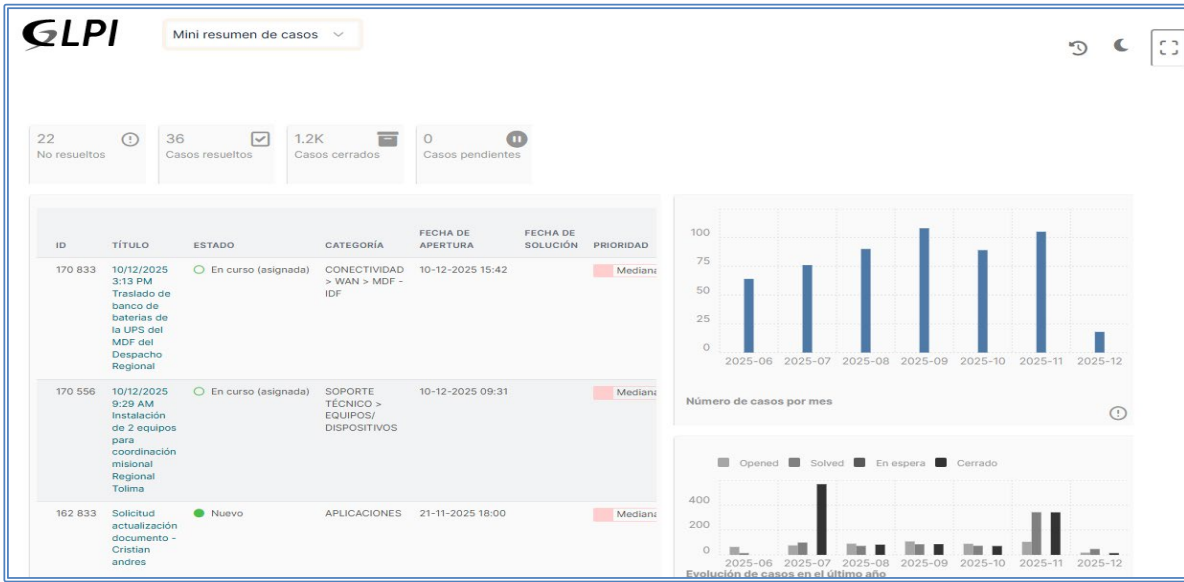 GLPI
Mini resumen de casos
22
No resueltos
36
Casos resueltos
1.2K
Casos cerrados
0
Casos pendientes
ID TÍTULO ESTADO CATEGORÍA FECHA DE APERTURA FECHA DE SOLUCIÓN PRIORIDAD
170 833
10/12/2025
3:13 PM
Traslado de
banco de
baterias de
la UPS del
MDF del
Despacho
Regional
En curso (asignada)
CONECTIVIDAD
> WAN > MDF -
IDF
10-12-2025 15:42
Mediana
170 556
10/12/2025
9:29 AM
Instalación
de 2 equipos
para
coordinación
misional
Regional
Tolima
En curso (asignada)
SOPORTE
TÉCNICO >
EQUIPOS/
DISPOSITIVOS
10-12-2025 09:31
Mediana
162 833
Solicitud
actualización
documento -
Cristian
andres
Nuevo
APLICACIONES
21-11-2025 18:00
Mediana
100
75
50
25
0
2025-06 2025-07 2025-08 2025-09 2025-10 2025-11 2025-12
Número de casos por mes
Opened Solved En espera Cerrado
400
200
0
2025-06 2025-07 2025-08 2025-09 2025-10 2025-11 2025-12
Evolución de casos en el último año